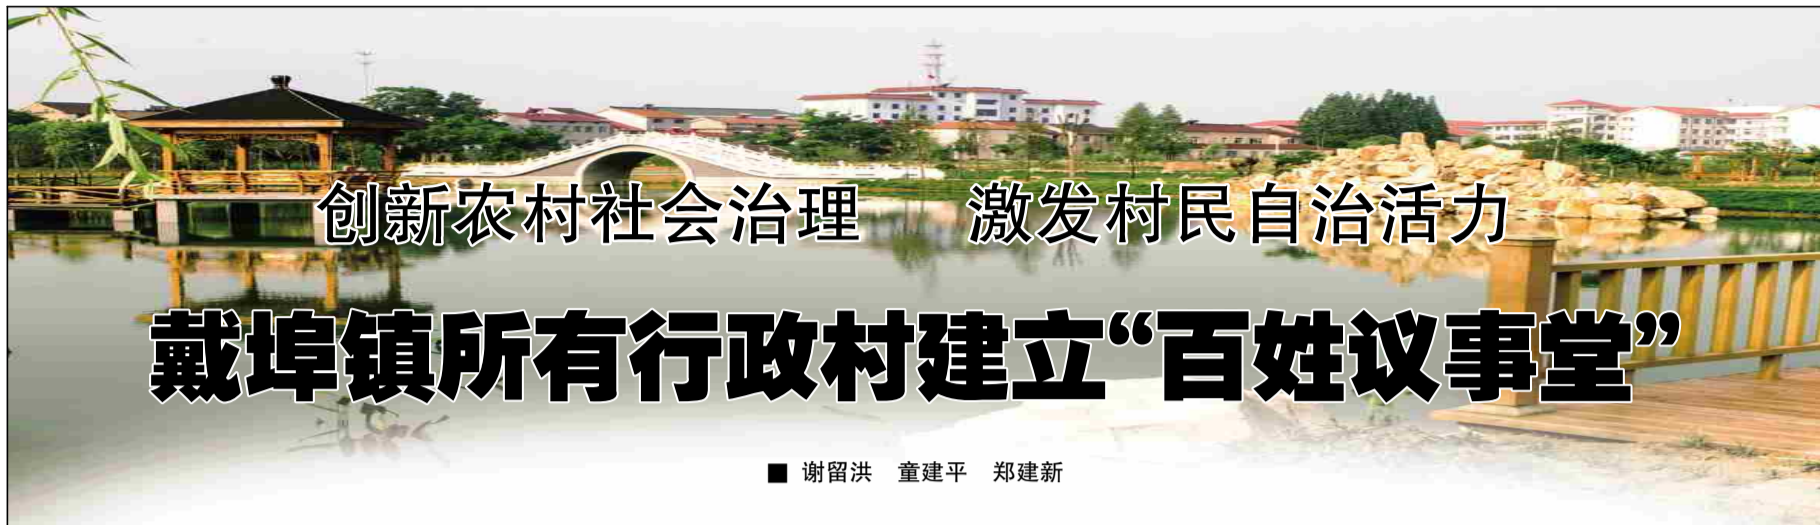 创新农村社会治理　　激发村民自治活力
戴埠镇所有行政村建立“百姓议事堂”
■ 谢留洪　童建平　郑建新